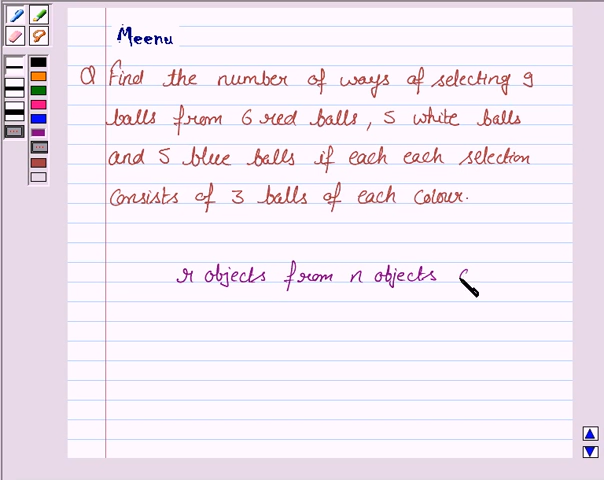 Meenu
Q Find the number of ways of selecting 9
balls from 6 red balls, 5 white balls
and 5 blue balls if each each selection
consists of 3 balls of each colour.
r objects from n objects